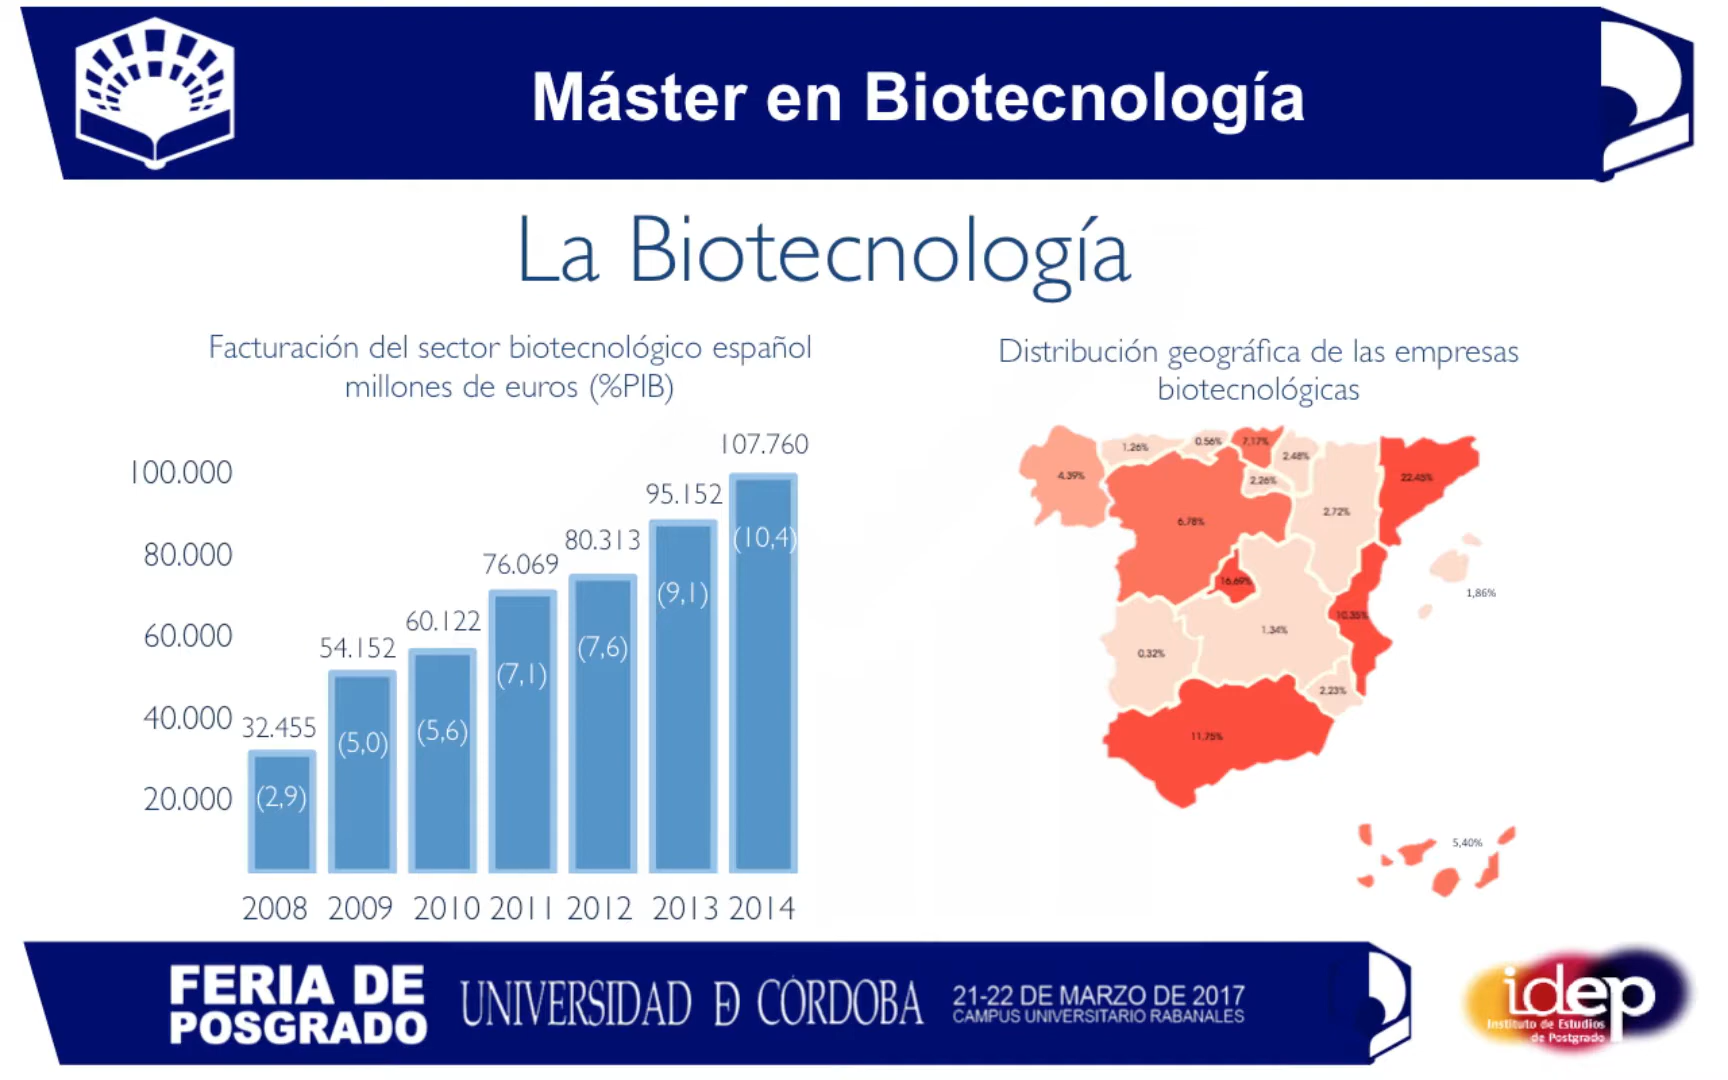 Máster en Biotecnología
La Biotecnología
Facturación del sector biotecnológico español
millones de euros (%PIB)
100.000
80.000
60.000
40.000
20.000
32.455
54.152
60.122
76.069
80.313
95.152
107.760
(2,9)
(5,0)
(5,6)
(7,1)
(7,6)
(9,1)
(10,4)
2008 2009 2010 2011 2012 2013 2014
Distribución geográfica de las empresas
biotecnológicas
4.39%
1,26%
0.56%
7,17%
2.48%
2.26%
6,78%
2,72%
22.45%
16,69%
1,86%
10.35%
1.34%
0.32%
2,23%
11,75%
5,40%
FERIA DE
POSGRADO
UNIVERSIDAD D CÓRDOBA
21-22 DE MARZO DE 2017
CAMPUS UNIVERSITARIO RABANALES
idep
Instituto de Estudios
de Postgrado